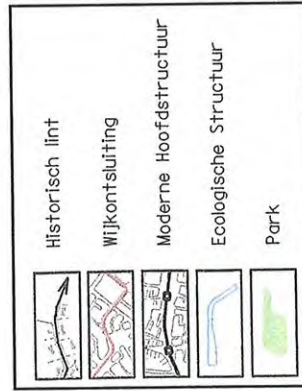 Historisch lint
Wijkontsluiting
Moderne Hoofdstructuur
Ecologische Structuur
Park